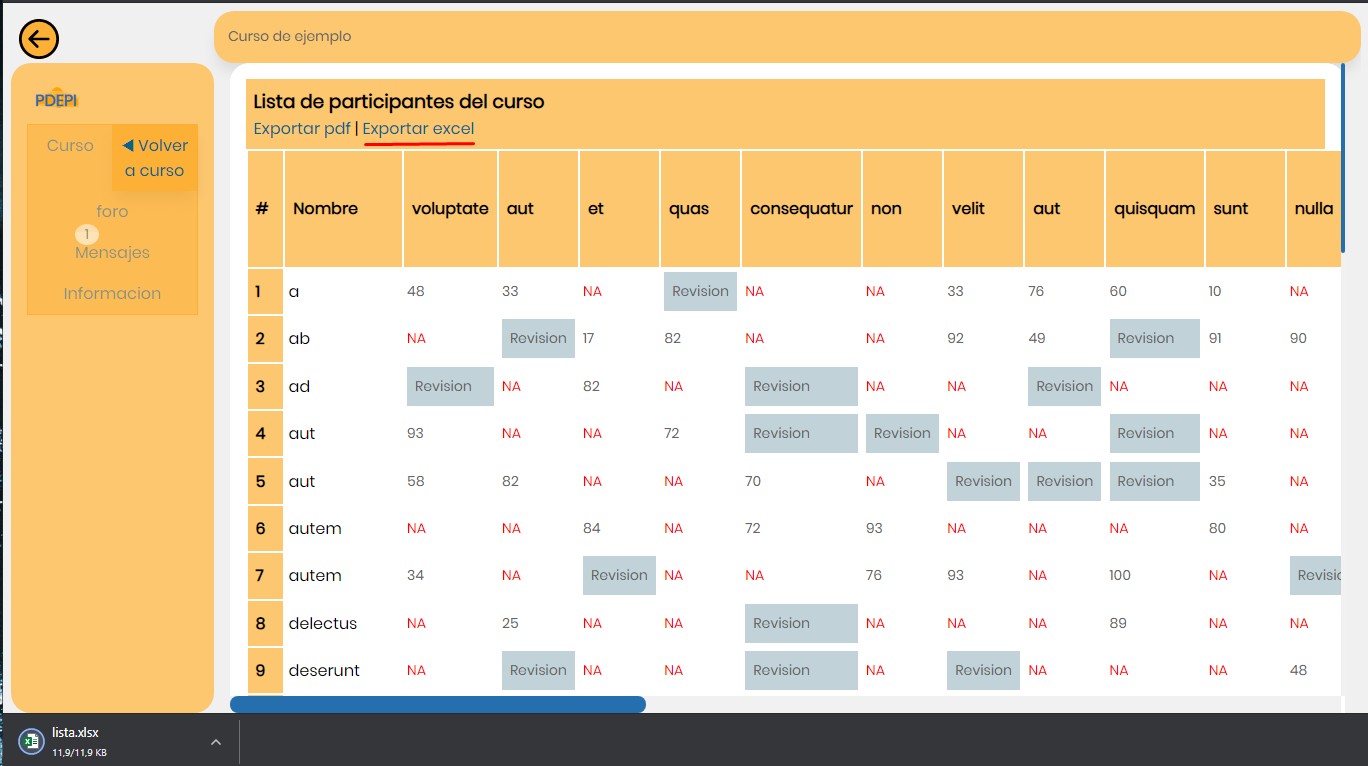 Curso de ejemplo
PDEPI
Curso
◀ Volver a curso
foro
1
Mensajes
Informacion
Lista de participantes del curso
Exportar pdf | Exportar excel
# Nombre voluptate aut et quas consequatur non velit aut quisquam sunt nulla
1 a 48 33 NA Revision NA NA 33 76 60 10 NA
2 ab NA Revision 17 82 NA NA 92 49 Revision 91 90
3 ad Revision NA 82 NA Revision NA NA Revision NA NA NA
4 aut 93 NA NA 72 Revision Revision NA NA Revision NA NA
5 aut 58 82 NA NA 70 NA Revision Revision Revision 35 NA
6 autem NA NA 84 NA 72 93 NA NA NA 80 NA
7 autem 34 NA Revision NA NA 76 93 NA 100 NA Revisic
8 delectus NA 25 NA NA Revision NA NA NA 89 NA NA
9 deserunt NA Revision NA NA Revision NA Revision NA NA NA 48
lista.xlsx
11,9/11,9 KB